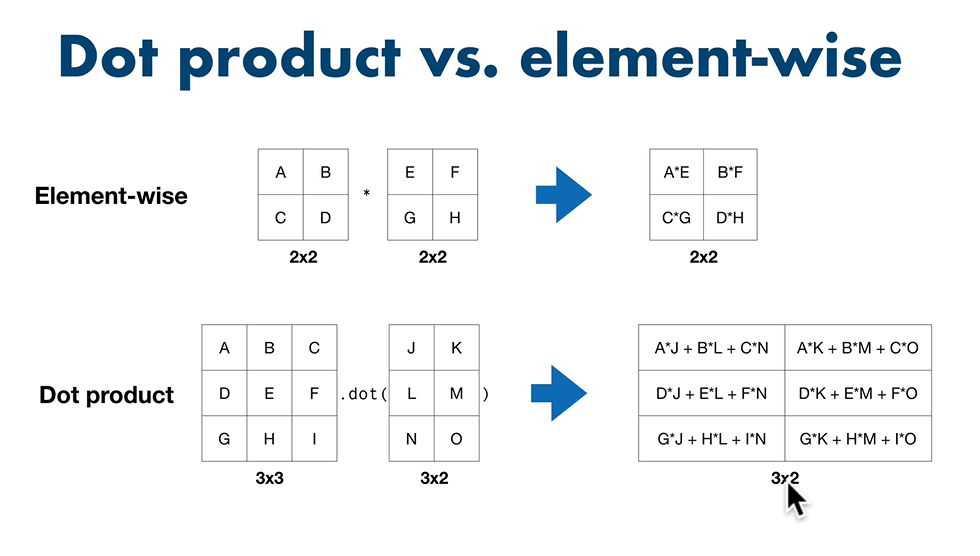 Dot product vs. element-wise
Element-wise
A B
C D
2x2
*
E F
G H
2x2
A*E B*F
C*G D*H
2x2
Dot product
A B C
D E F
G H I
3x3
.dot(
J K
L M
N O
)
3x2
A*J + B*L + C*N A*K + B*M + C*O
D*J + E*L + F*N D*K + E*M + F*O
G*J + H*L + I*N G*K + H*M + I*O
3x2